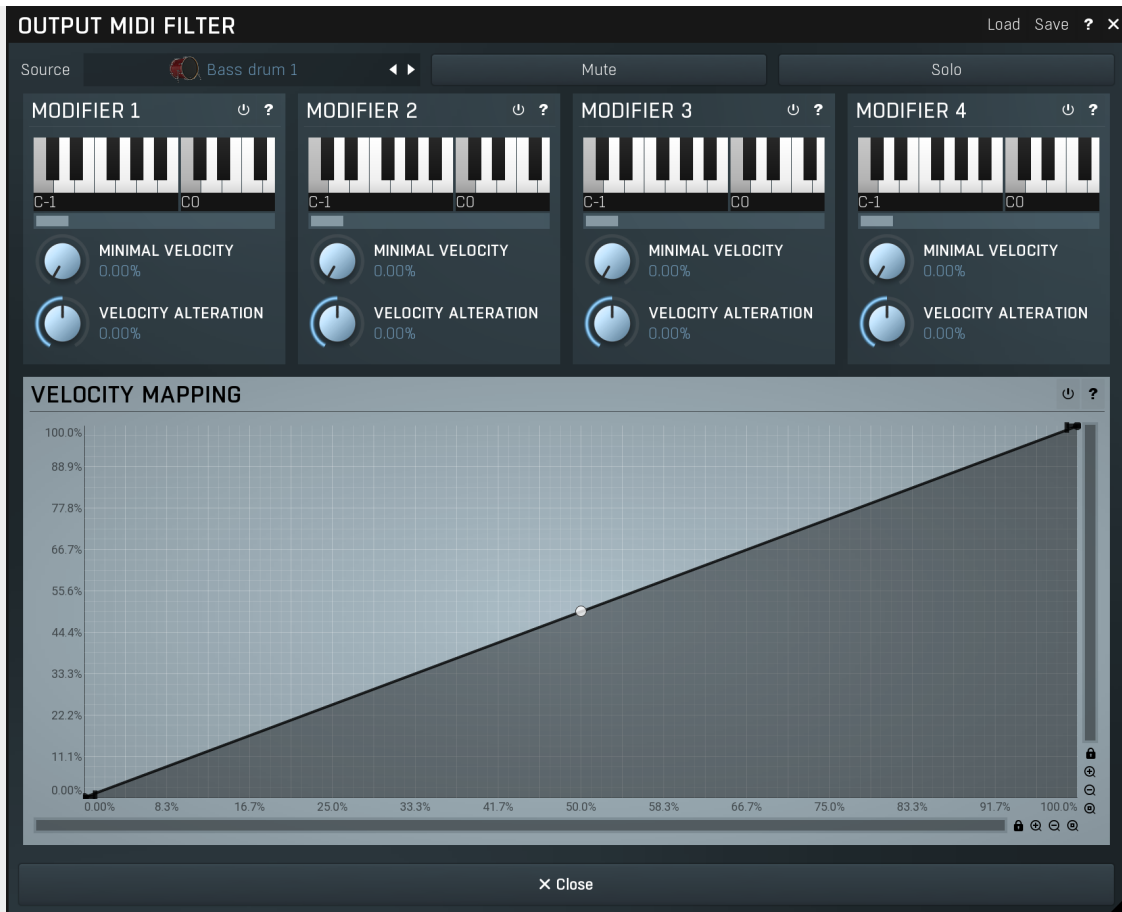 OUTPUT MIDI FILTER Load Save ?
Source Bass drum 1 Mute Solo
MODIFIER 1 ? MODIFIER 2 ? MODIFIER 3 ? MODIFIER 4 ?
C-1 C0 C-1 C0 C-1 C0 C-1 C0
MINIMAL VELOCITY MINIMAL VELOCITY MINIMAL VELOCITY MINIMAL VELOCITY
0.00% 0.00% 0.00% 0.00%
VELOCITY ALTERATION VELOCITY ALTERATION VELOCITY ALTERATION VELOCITY ALTERATION
0.00% 0.00% 0.00% 0.00%
VELOCITY MAPPING ?
100.0%
88.9%
77.8%
66.7%
55.6%
44.4%
33.3%
22.2%
11.1%
0.00%
0.00% 8.3% 16.7% 25.0% 33.3% 41.7% 50.0% 58.3% 66.7% 75.0% 83.3% 91.7% 100.0%
Close